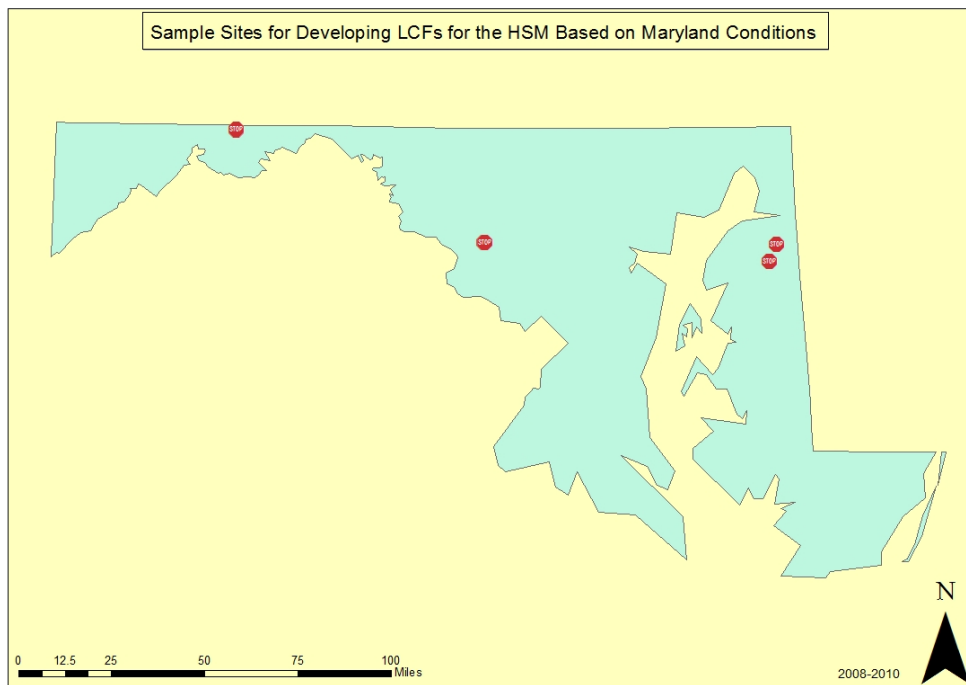 Sample Sites for Developing LCFs for the HSM Based on Maryland Conditions
STOP
STOP
STOP
STOP
N
0 12.5 25 50 75 100
Miles
2008-2010